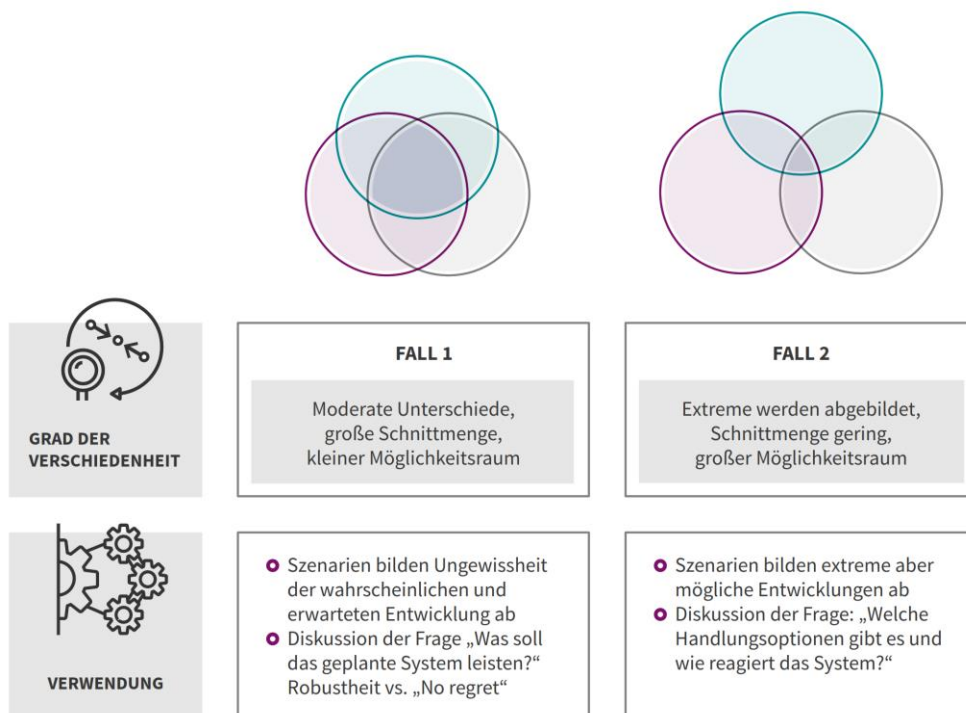 GRAD DER
VERSCHIEDENHEIT
FALL 1
Moderate Unterschiede,
große Schnittmenge,
kleiner Möglichkeitsraum
FALL 2
Extreme werden abgebildet,
Schnittmenge gering,
großer Möglichkeitsraum
VERWENDUNG
Szenarien bilden Ungewissheit
der wahrscheinlichen und
erwarteten Entwicklung ab
Diskussion der Frage „Was soll
das geplante System leisten?“
Robustheit vs. „No regret“
Szenarien bilden extreme aber
mögliche Entwicklungen ab
Diskussion der Frage: „Welche
Handlungsoptionen gibt es und
wie reagiert das System?“